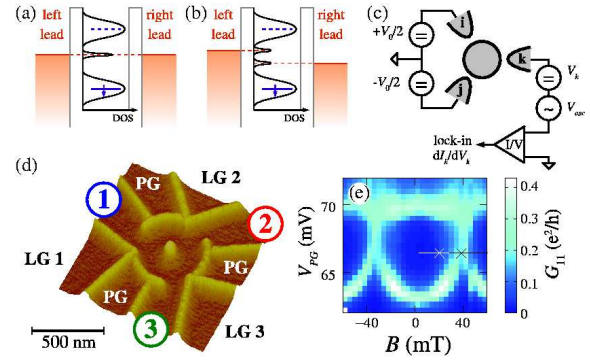 (a)
left
lead
right
lead
DOS
(b)
left
lead
right
lead
DOS
(c)
+V₀/2
-V₀/2
i
j
k
=
=
=
~
Vₖ
Vosc
I/V
lock-in
dIₖ/dVₖ
(d)
PG
LG 2
1
2
LG 1
PG
PG
3
LG 3
500 nm
(e)
70
65
V_PG (mV)
−40
0
40
B (mT)
0.4
0.3
0.2
0.1
0
G₁₁ (e²/h)